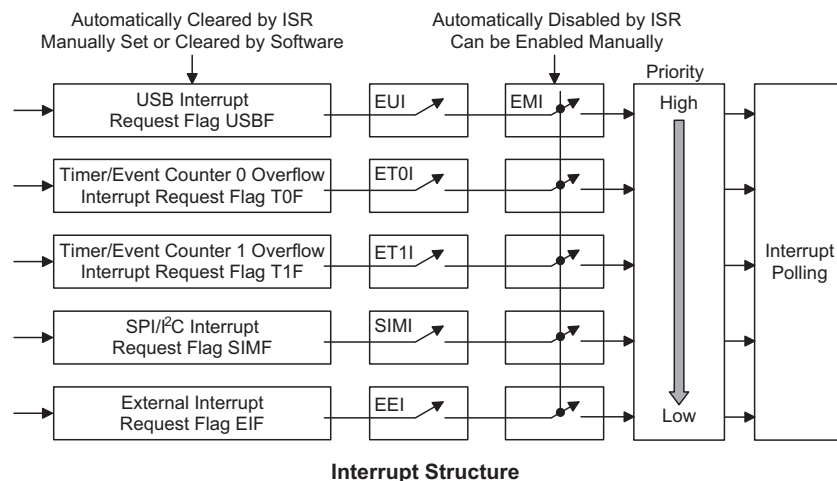 Automatically Cleared by ISR
Manually Set or Cleared by Software
Automatically Disabled by ISR
Can be Enabled Manually
Priority
USB Interrupt
Request Flag USBF
EUI
EMI
High
Timer/Event Counter 0 Overflow
Interrupt Request Flag T0F
ET0I
Timer/Event Counter 1 Overflow
Interrupt Request Flag T1F
ET1I
Interrupt
Polling
SPI/I²C Interrupt
Request Flag SIMF
SIMI
External Interrupt
Request Flag EIF
EEI
Low
Interrupt Structure